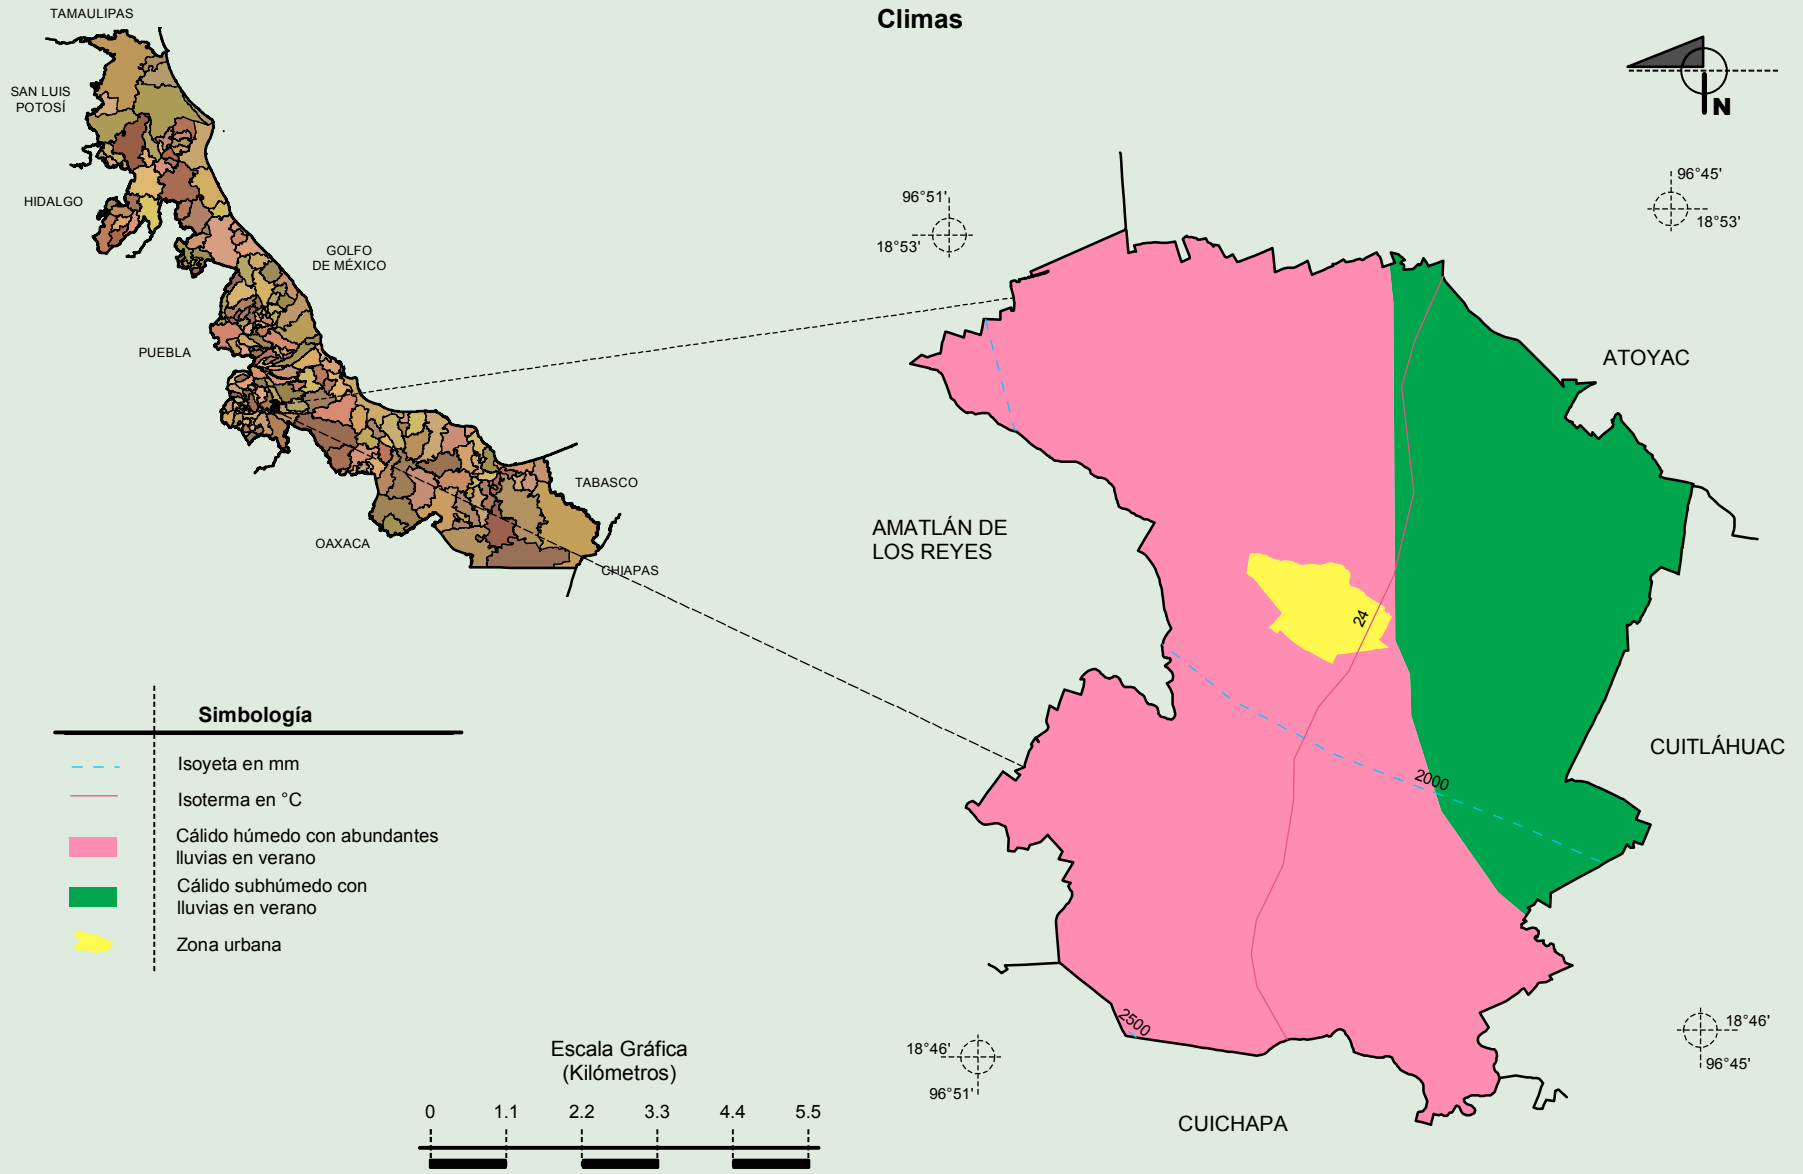 Climas
TAMAULIPAS
SAN LUIS
POTOSÍ
HIDALGO
GOLFO
DE MÉXICO
PUEBLA
TABASCO
OAXACA
CHIAPAS
N
96°51'
18°53'
96°45'
18°53'
ATOYAC
AMATLÁN DE
LOS REYES
24
CUITLÁHUAC
2000
2500
18°46'
96°51'
18°46'
96°45'
CUICHAPA
Simbología
Isoyeta en mm
Isoterma en °C
Cálido húmedo con abundantes
lluvias en verano
Cálido subhúmedo con
lluvias en verano
Zona urbana
Escala Gráfica
(Kilómetros)
0 1.1 2.2 3.3 4.4 5.5